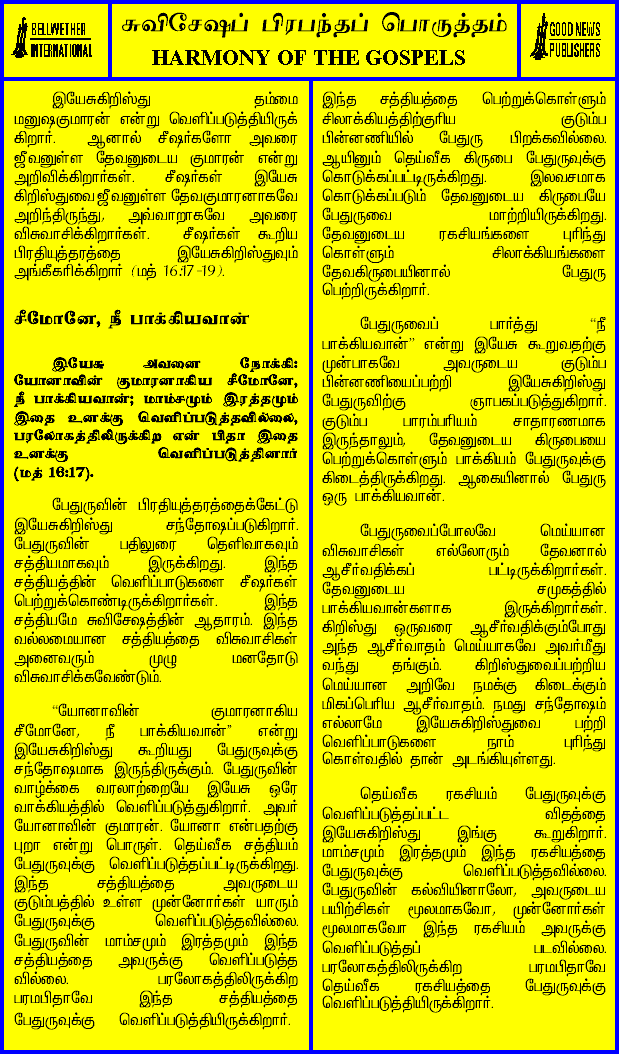 BELLWETHER
INTERNATIONAL
சுவிசேஷப் பிரபந்தப் பொருத்தம்
HARMONY OF THE GOSPELS
GOOD NEWS
PUBLISHERS
இயேசுகிறிஸ்து தம்மை
மனுஷகுமாரன் என்று வெளிப்படுத்தியிருக்
கிறார். ஆனால் சீஷர்களோ அவரை
ஜீவனுள்ள தேவனுடைய குமாரன் என்று
அறிவிக்கிறார்கள். சீஷர்கள் இயேசு
கிறிஸ்துவை ஜீவனுள்ள தேவகுமாரனாகவே
அறிந்திருந்து, அவ்வாறாகவே அவரை
விசுவாசிக்கிறார்கள். சீஷர்கள் கூறிய
பிரதியுத்தரத்தை இயேசுகிறிஸ்துவும்
அங்கீகரிக்கிறார் (மத் 16:17-19).
சீமோனே, நீ பாக்கியவான்
இயேசு அவனை நோக்கி:
யோனாவின் குமாரனாகிய சீமோனே,
நீ பாக்கியவான்; மாம்சமும் இரத்தமும்
இதை உனக்கு வெளிப்படுத்தவில்லை,
பரலோகத்திலிருக்கிற என் பிதா இதை
உனக்கு வெளிப்படுத்தினார்
(மத் 16:17).
பேதுருவின் பிரதியுத்தரத்தைக்கேட்டு
இயேசுகிறிஸ்து சந்தோஷப்படுகிறார்.
பேதுருவின் பதிலுரை தெளிவாகவும்
சத்தியமாகவும் இருக்கிறது. இந்த
சத்தியத்தின் வெளிப்பாடுகளை சீஷர்கள்
பெற்றுக்கொண்டிருக்கிறார்கள். இந்த
சத்தியமே சுவிசேஷத்தின் ஆதாரம். இந்த
வல்லமையான சத்தியத்தை விசுவாசிகள்
அனைவரும் முழு மனதோடு
விசுவாசிக்கவேண்டும்.
“யோனாவின் குமாரனாகிய
சீமோனே, நீ பாக்கியவான்” என்று
இயேசுகிறிஸ்து கூறியது பேதுருவுக்கு
சந்தோஷமாக இருந்திருக்கும். பேதுருவின்
வாழ்க்கை வரலாற்றையே இயேசு ஒரே
வாக்கியத்தில் வெளிப்படுத்துகிறார். அவர்
யோனாவின் குமாரன். யோனா என்பதற்கு
புறா என்று பொருள். தெய்வீக சத்தியம்
பேதுருவுக்கு வெளிப்படுத்தப்பட்டிருக்கிறது.
இந்த சத்தியத்தை அவருடைய
குடும்பத்தில் உள்ள முன்னோர்கள் யாரும்
பேதுருவுக்கு வெளிப்படுத்தவில்லை.
பேதுருவின் மாம்சமும் இரத்தமும் இந்த
சத்தியத்தை அவருக்கு வெளிப்படுத்த
வில்லை. பரலோகத்திலிருக்கிற
பரமபிதாவே இந்த சத்தியத்தை
பேதுருவுக்கு வெளிப்படுத்தியிருக்கிறார்.
இந்த சத்தியத்தை பெற்றுக்கொள்ளும்
சிலாக்கியத்திற்குரிய குடும்ப
பின்னணியில் பேதுரு பிறக்கவில்லை.
ஆயினும் தெய்வீக கிருபை பேதுருவுக்கு
கொடுக்கப்பட்டிருக்கிறது. இலவசமாக
கொடுக்கப்படும் தேவனுடைய கிருபையே
பேதுருவை மாற்றியிருக்கிறது.
தேவனுடைய ரகசியங்களை புரிந்து
கொள்ளும் சிலாக்கியங்களை
தேவகிருபையினால் பேதுரு
பெற்றிருக்கிறார்.
பேதுருவைப் பார்த்து “நீ
பாக்கியவான்” என்று இயேசு கூறுவதற்கு
முன்பாகவே அவருடைய குடும்ப
பின்னணியைப்பற்றி இயேசுகிறிஸ்து
பேதுருவிற்கு ஞாபகப்படுத்துகிறார்.
குடும்ப பாரம்பரியம் சாதாரணமாக
இருந்தாலும், தேவனுடைய கிருபையை
பெற்றுக்கொள்ளும் பாக்கியம் பேதுருவுக்கு
கிடைத்திருக்கிறது. ஆகையினால் பேதுரு
ஒரு பாக்கியவான்.
பேதுருவைப்போலவே மெய்யான
விசுவாசிகள் எல்லோரும் தேவனால்
ஆசீர்வதிக்கப் பட்டிருக்கிறார்கள்.
தேவனுடைய சமுகத்தில்
பாக்கியவான்களாக இருக்கிறார்கள்.
கிறிஸ்து ஒருவரை ஆசீர்வதிக்கும்போது
அந்த ஆசீர்வாதம் மெய்யாகவே அவர்மீது
வந்து தங்கும். கிறிஸ்துவைப்பற்றிய
மெய்யான அறிவே நமக்கு கிடைக்கும்
மிகப்பெரிய ஆசீர்வாதம். நமது சந்தோஷம்
எல்லாமே இயேசுகிறிஸ்துவை பற்றி
வெளிப்பாடுகளை நாம் புரிந்து
கொள்வதில் தான் அடங்கியுள்ளது.
தெய்வீக ரகசியம் பேதுருவுக்கு
வெளிப்படுத்தப்பட்ட விதத்தை
இயேசுகிறிஸ்து இங்கு கூறுகிறார்.
மாம்சமும் இரத்தமும் இந்த ரகசியத்தை
பேதுருவுக்கு வெளிப்படுத்தவில்லை.
பேதுருவின் கல்வியினாலோ, அவருடைய
பயிற்சிகள் மூலமாகவோ, முன்னோர்கள்
மூலமாகவோ இந்த ரகசியம் அவருக்கு
வெளிப்படுத்தப் படவில்லை.
பரலோகத்திலிருக்கிற பரமபிதாவே
தெய்வீக ரகசியத்தை பேதுருவுக்கு
வெளிப்படுத்தியிருக்கிறார்.